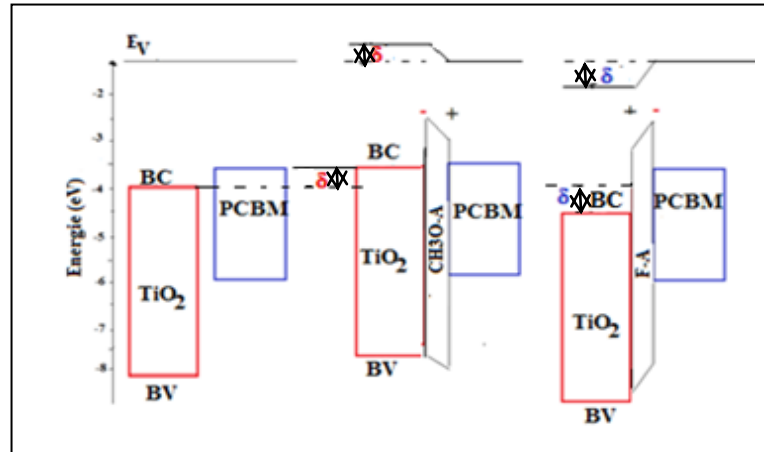 E_V
δ
δ
-2
- +
+ -
-3
BC
BC
δ
-4
PCBM
PCBM
δ
BC
PCBM
Energie (eV)
-5
TiO₂
CH3O-A
F-A
-6
TiO₂
TiO₂
-7
-8
BV
BV
BV